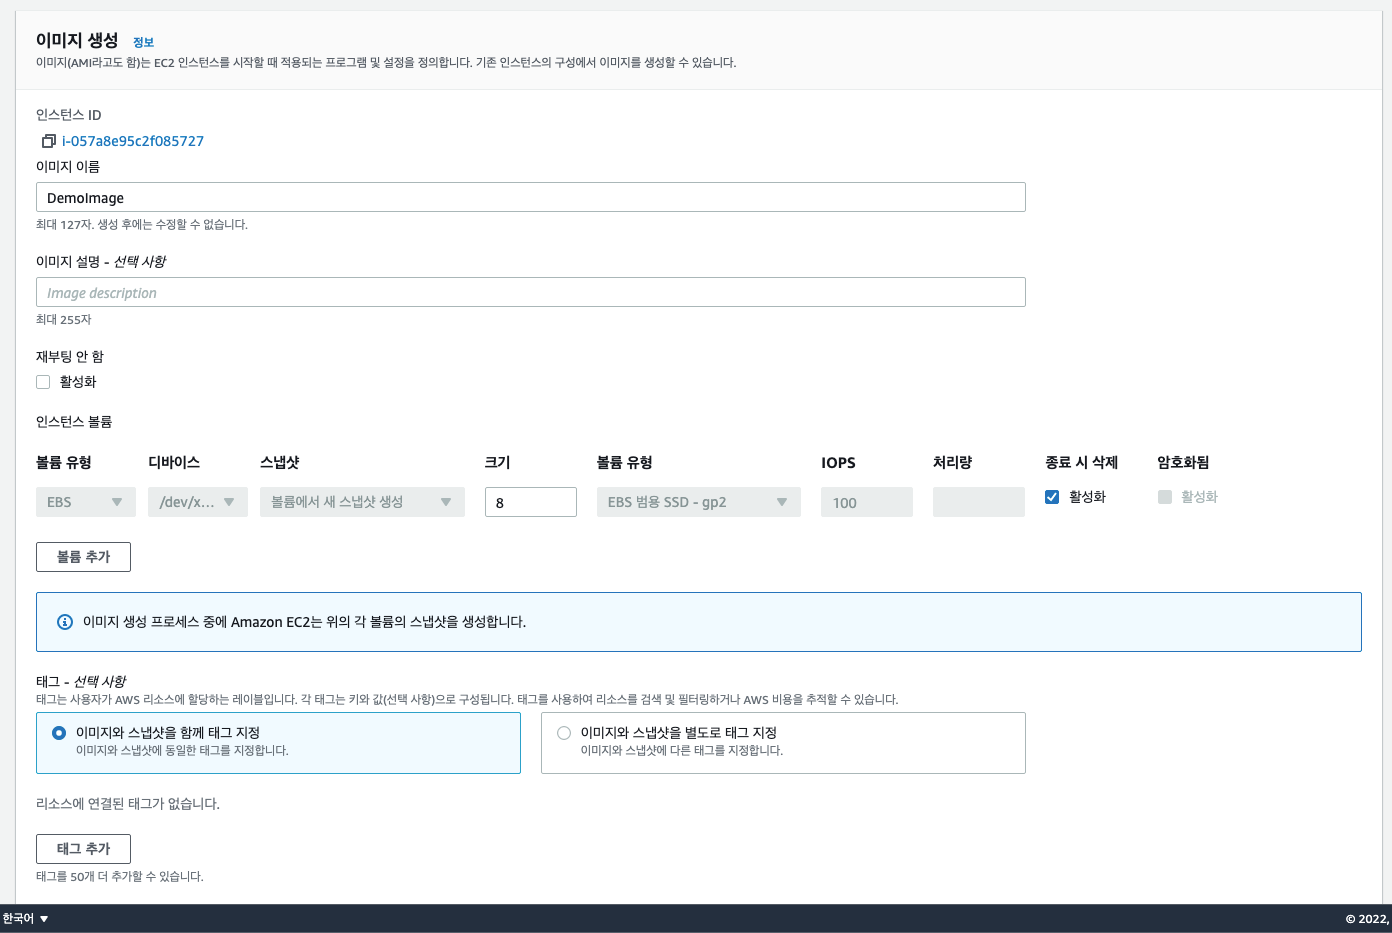 이미지 생성 정보
이미지(AMI라고도 함)는 EC2 인스턴스를 시작할 때 적용되는 프로그램 및 설정을 정의합니다. 기존 인스턴스의 구성에서 이미지를 생성할 수 있습니다.
인스턴스 ID
i-057a8e95c2f085727
이미지 이름
DemoImage
최대 127자. 생성 후에는 수정할 수 없습니다.
이미지 설명 - 선택 사항
Image description
최대 255자
재부팅 안 함
활성화
인스턴스 볼륨
볼륨 유형 디바이스 스냅샷 크기 볼륨 유형 IOPS 처리량 종료 시 삭제 암호화됨
EBS /dev/x... 볼륨에서 새 스냅샷 생성 8 EBS 범용 SSD - gp2 100 활성화 활성화
볼륨 추가
이미지 생성 프로세스 중에 Amazon EC2는 위의 각 볼륨의 스냅샷을 생성합니다.
태그 - 선택 사항
태그는 사용자가 AWS 리소스에 할당하는 레이블입니다. 각 태그는 키와 값(선택 사항)으로 구성됩니다. 태그를 사용하여 리소스를 검색 및 필터링하거나 AWS 비용을 추적할 수 있습니다.
이미지와 스냅샷을 함께 태그 지정
이미지와 스냅샷에 동일한 태그를 지정합니다.
이미지와 스냅샷을 별도로 태그 지정
이미지와 스냅샷에 다른 태그를 지정합니다.
리소스에 연결된 태그가 없습니다.
태그 추가
태그를 50개 더 추가할 수 있습니다.
한국어 © 2022,